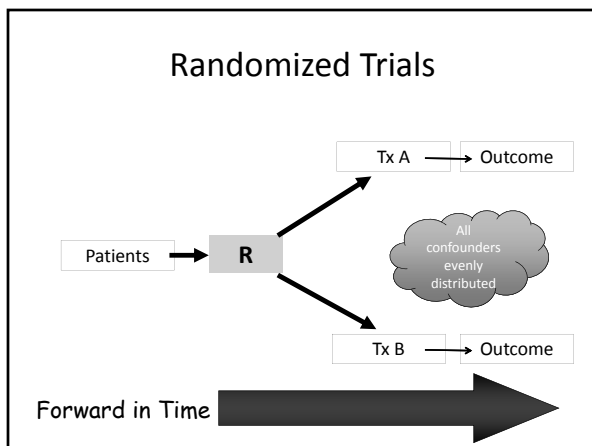 Randomized Trials
Tx A
Outcome
All
confounders
evenly
distributed
Patients
R
Tx B
Outcome
Forward in Time